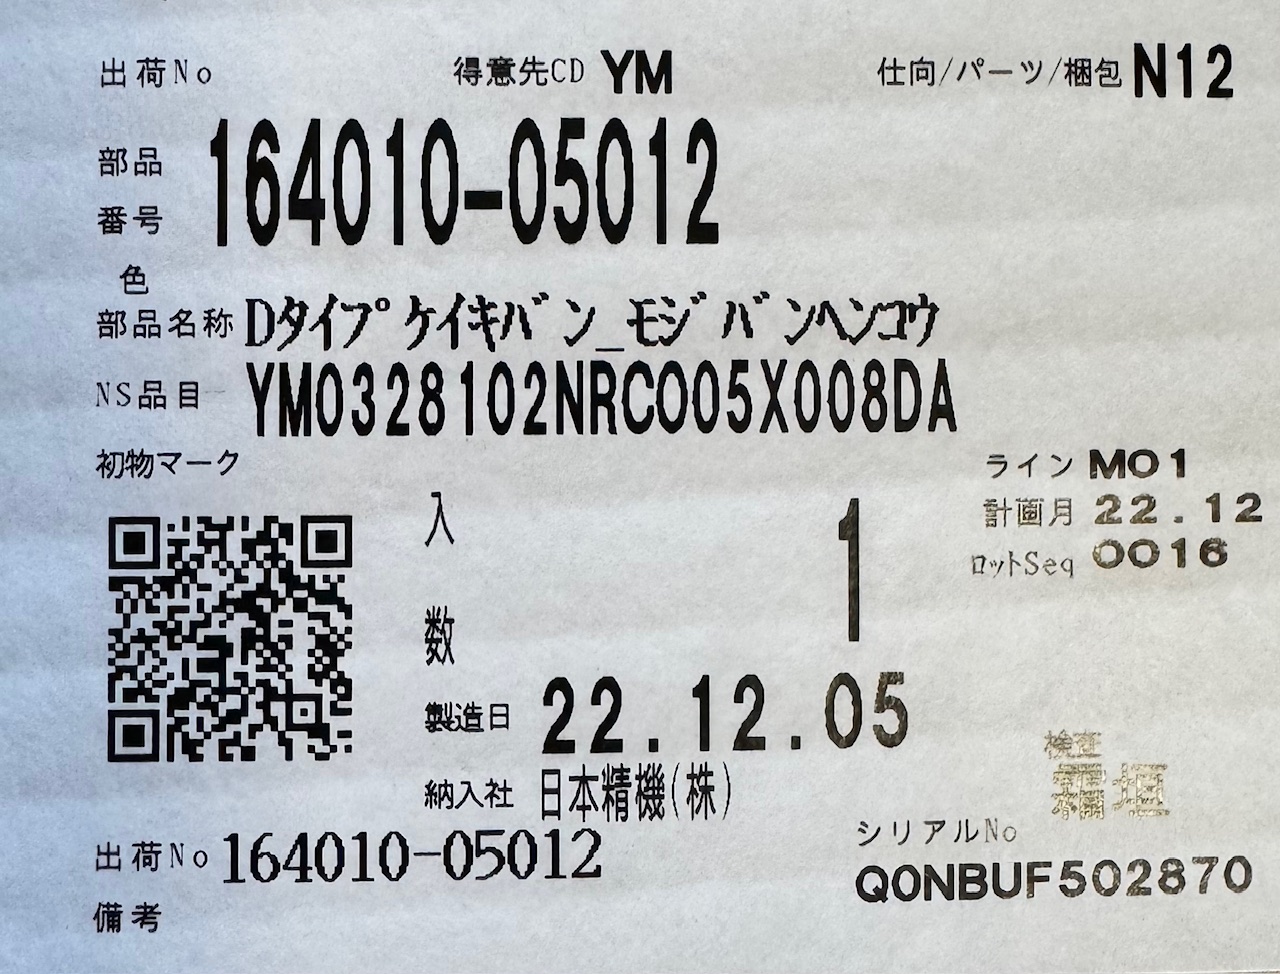 出荷No 得意先CD YM 仕向/パーツ/梱包 N12
部品番号 164010-05012
色
部品名称 Dタイプケイキバン_モジバンヘンコウ
NS品目 YM0328102NRC005X008DA
初物マーク
ライン M01
計画月 22.12
ロットSeq 0016
入数 1
製造日 22.12.05
納入社 日本精機(株)
検査
出荷No 164010-05012
シリアルNo
Q0NBUF502870
備考